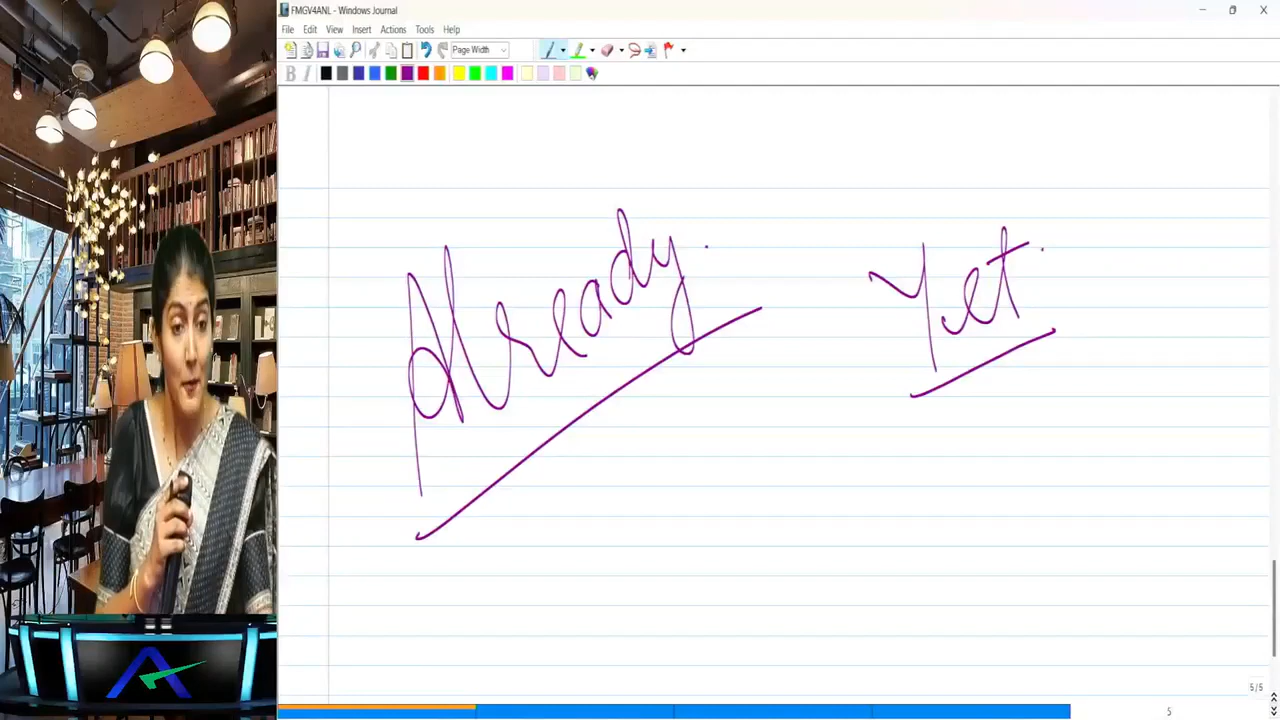 FMGV4ANL - Windows Journal
File Edit View Insert Actions Tools Help
Page Width
B I
Already. Yet.
5/5
5